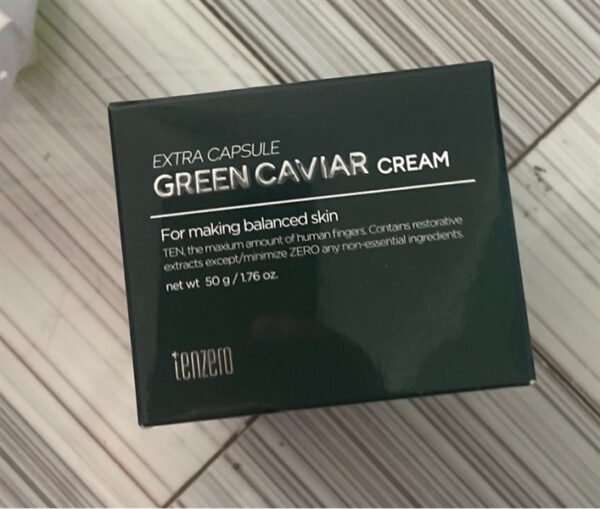 EXTRA CAPSULE
GREEN CAVIAR CREAM
For making balanced skin
TEN, the maxium amount of human fingers. Contains restorative
extracts except/minimize ZERO any non-essential ingredients.
net wt 50 g / 1.76 oz.
tenzero